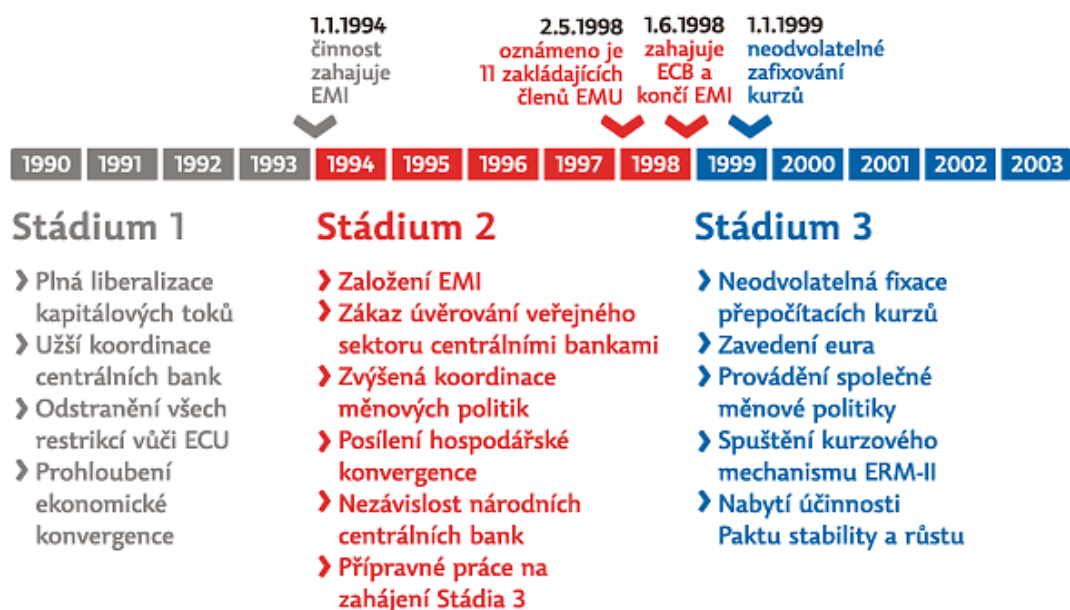 1.1.1994
činnost
zahajuje
EMI
2.5.1998
oznámeno je
11 zakládajících
členů EMU
1.6.1998
zahajuje
ECB a
končí EMI
1.1.1999
neodvolatelné
zafixování
kurzů
1990 1991 1992 1993 1994 1995 1996 1997 1998 1999 2000 2001 2002 2003
Stádium 1
Plná liberalizace
kapitálových toků
Užší koordinace
centrálních bank
Odstranění všech
restrikcí vůči ECU
Prohloubení
ekonomické
konvergence
Stádium 2
Založení EMI
Zákaz úvěrování veřejného
sektoru centrálními bankami
Zvýšená koordinace
měnových politik
Posílení hospodářské
konvergence
Nezávislost národních
centrálních bank
Přípravné práce na
zahájení Stádia 3
Stádium 3
Neodvolatelná fixace
přepočítacích kurzů
Zavedení eura
Provádění společné
měnové politiky
Spuštění kurzového
mechanismu ERM-II
Nabytí účinnosti
Paktu stability a růstu